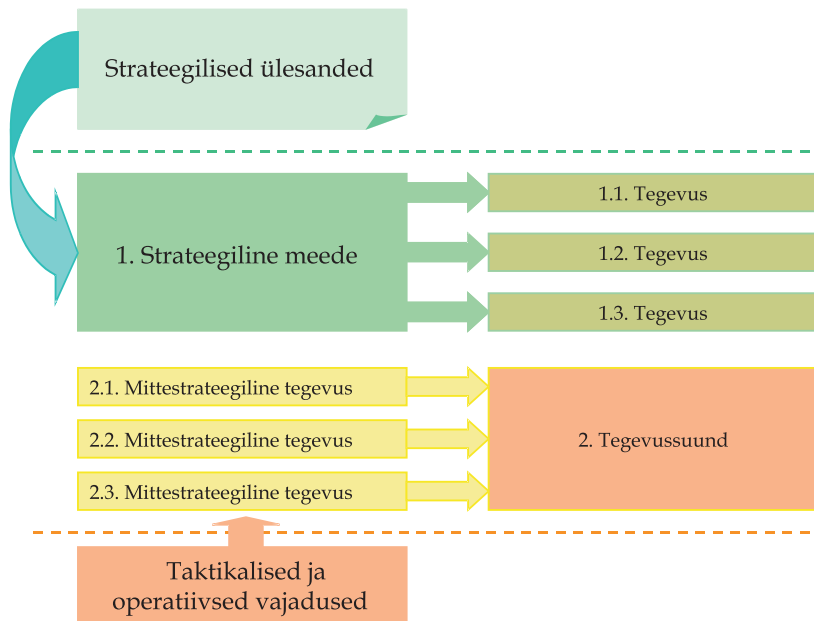 Strateegilised ülesanded
1. Strateegiline meede
1.1. Tegevus
1.2. Tegevus
1.3. Tegevus
2.1. Mittestrateegiline tegevus
2.2. Mittestrateegiline tegevus
2.3. Mittestrateegiline tegevus
2. Tegevussuund
Taktikalised ja
operatiivsed vajadused